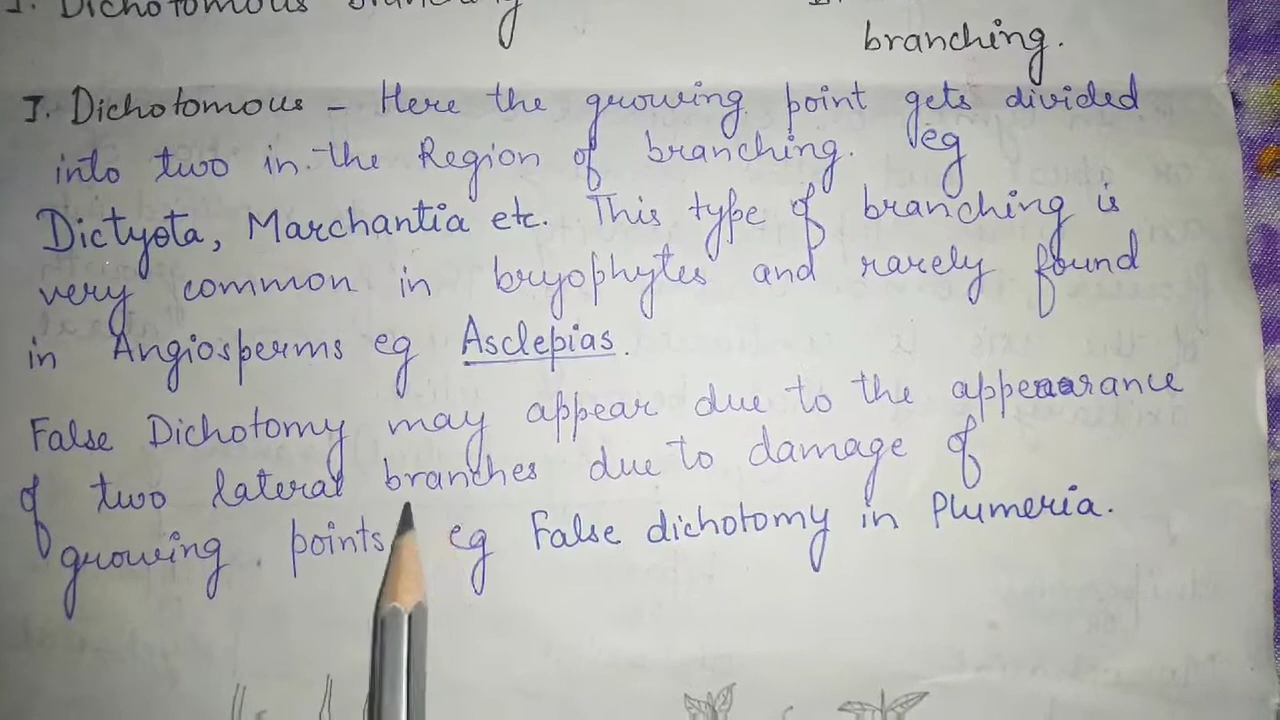 I. Dichotomous branching
branching.
I. Dichotomous - Here the growing point gets divided
into two in the Region of branching. eg
Dictyota, Marchantia etc. This type of branching is
very common in bryophytes and rarely found
in Angiosperms eg Asclepias.
False Dichotomy may appear due to the appearance
of two lateral branches due to damage of
growing points eg False dichotomy in Plumeria.